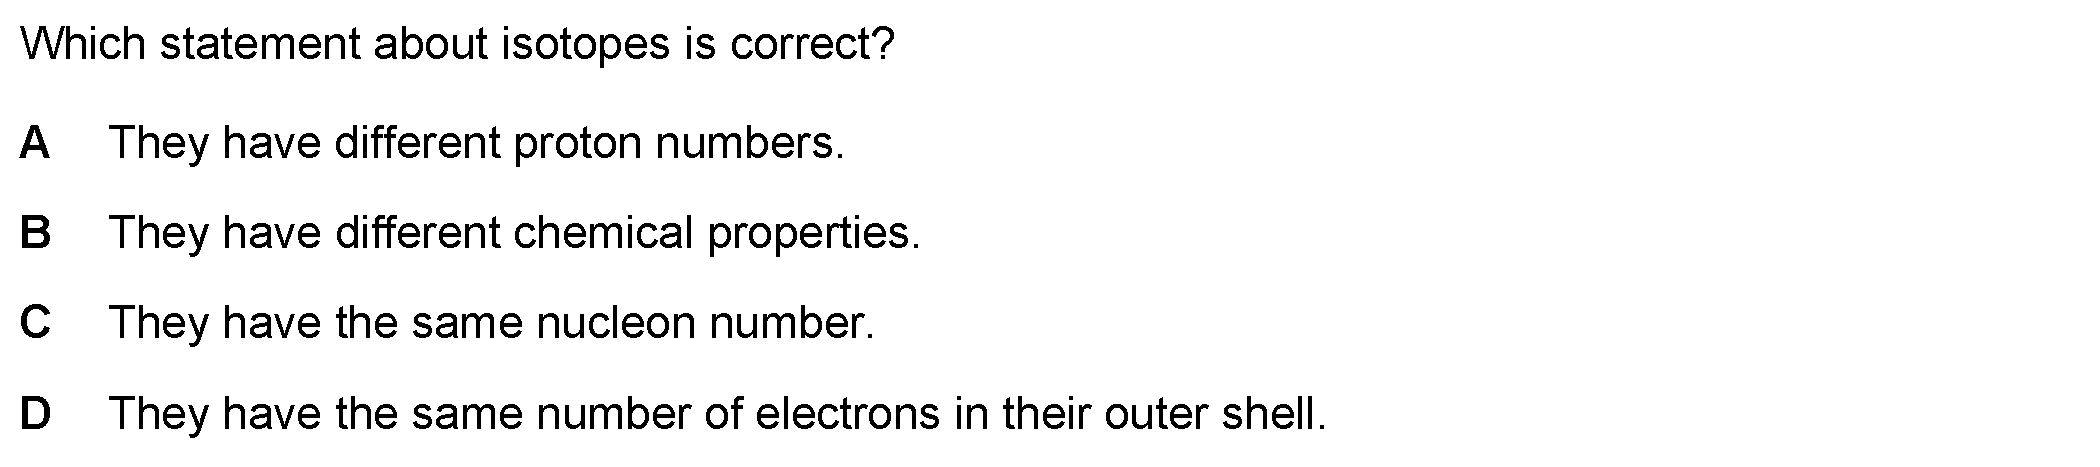 Which statement about isotopes is correct?
A They have different proton numbers.
B They have different chemical properties.
C They have the same nucleon number.
D They have the same number of electrons in their outer shell.